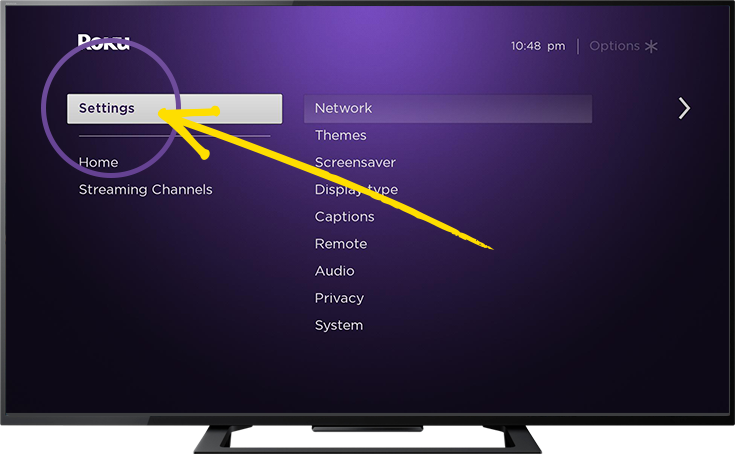 Roku
10:48 pm | Options
Settings
Network
Themes
Home
Screensaver
Streaming Channels
Display type
Captions
Remote
Audio
Privacy
System